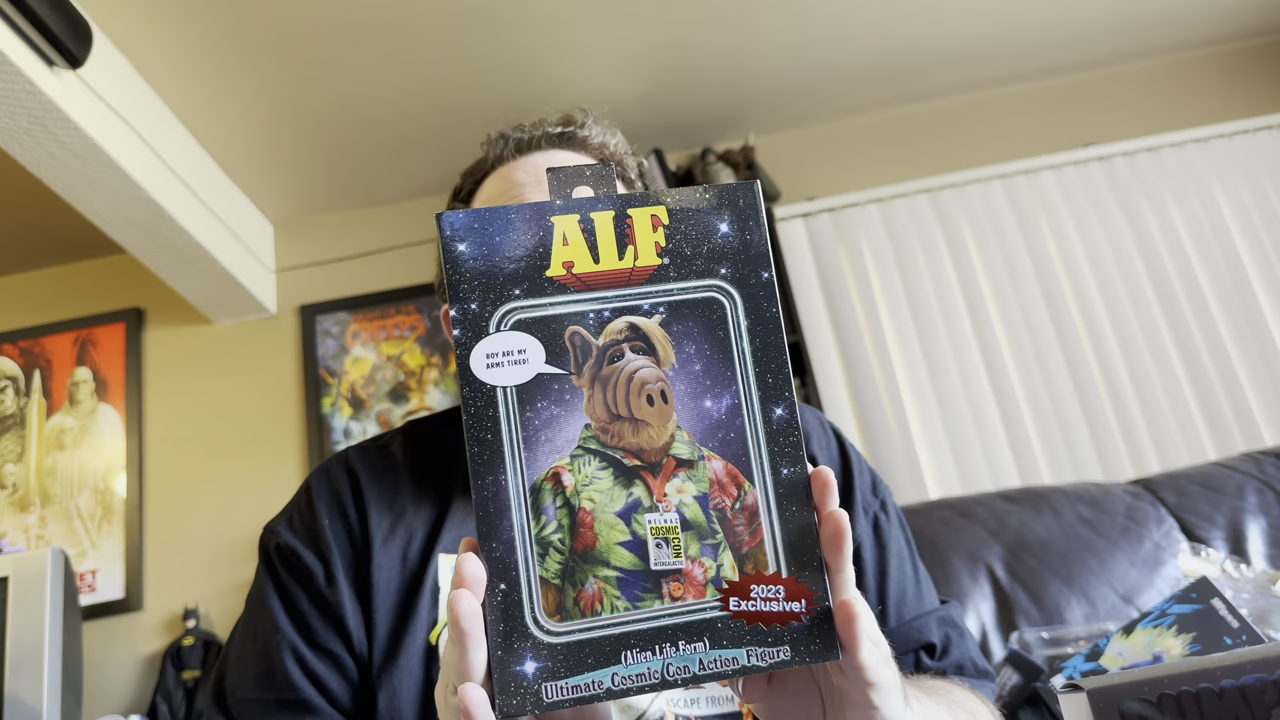 ALF
BOY ARE MY
ARMS TIRED!
MELMAC
COSMIC
CON
INTERGALACTIC
2023
Exclusive!
(Alien Life Form)
Ultimate Cosmic Con Action Figure
ESCAPE FROM